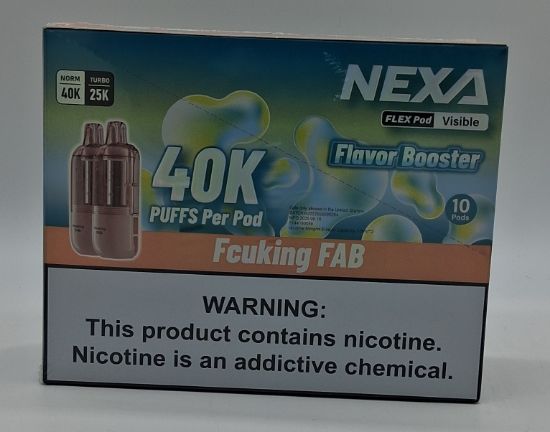 NORM
40K
TURBO
25K
NEXA
FLEX Pod Visible
Flavor Booster
40K
PUFFS Per Pod
10
Pods
Fcuking FAB
WARNING:
This product contains nicotine.
Nicotine is an addictive chemical.